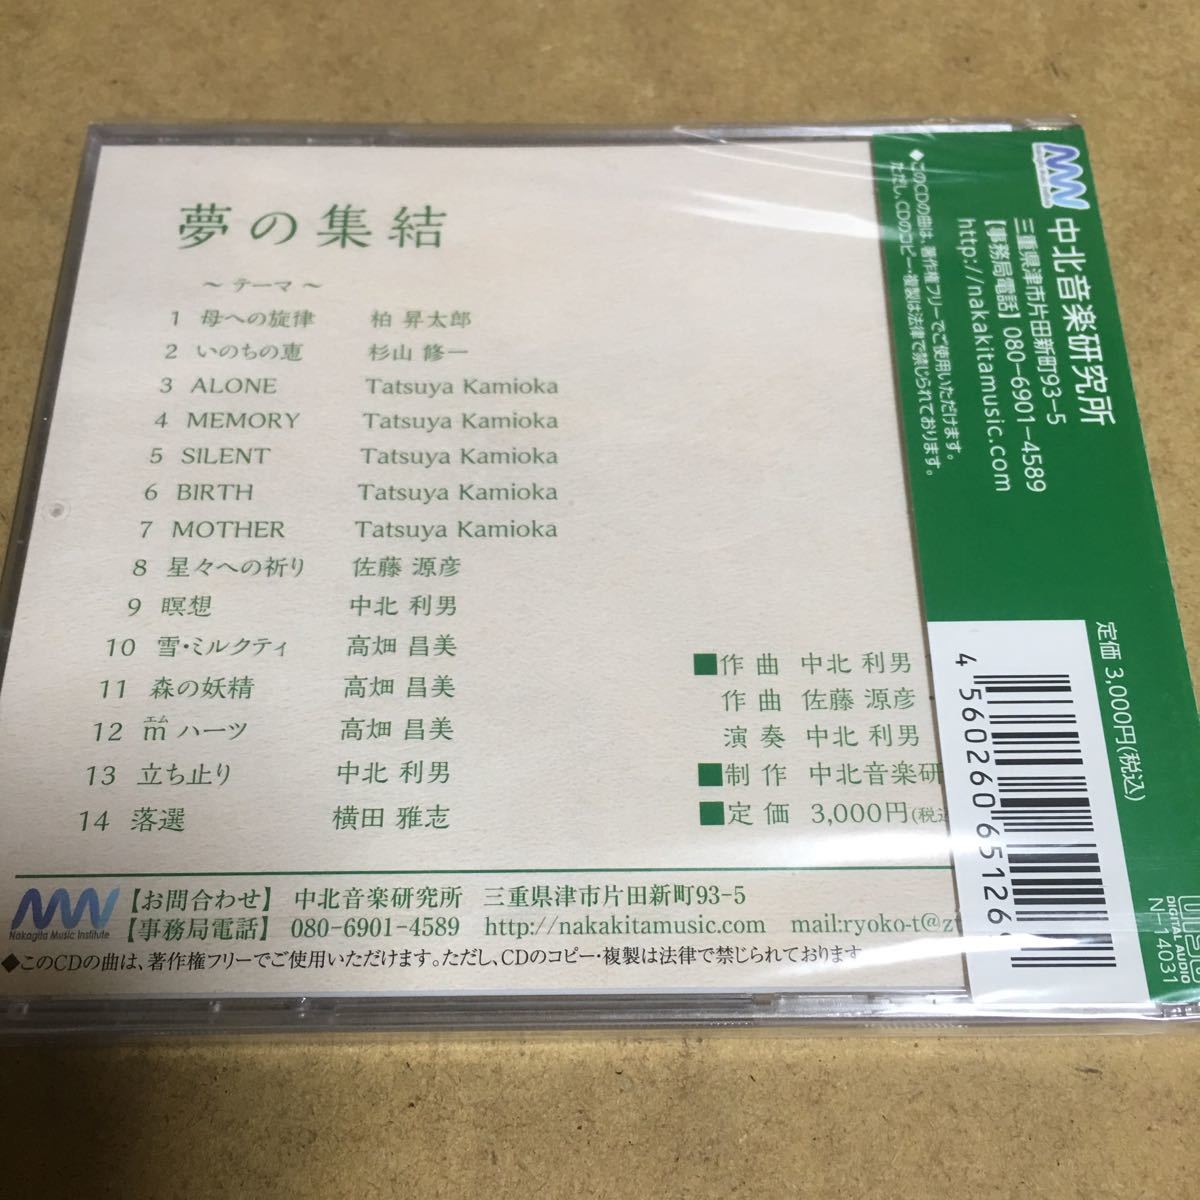 夢の集結
～ テーマ ～
1 母への旋律 柏 昇太郎
2 いのちの恵 杉山 修一
3 ALONE Tatsuya Kamioka
4 MEMORY Tatsuya Kamioka
5 SILENT Tatsuya Kamioka
6 BIRTH Tatsuya Kamioka
7 MOTHER Tatsuya Kamioka
8 星々への祈り 佐藤 源彦
9 瞑想 中北 利男
10 雪・ミルクティ 高畑 昌美
11 森の妖精 高畑 昌美
エム
12 m ハーツ 高畑 昌美
13 立ち止り 中北 利男
14 落選 横田 雅志
■作 曲 中北 利男
作 曲 佐藤 源彦
演 奏 中北 利男
■制 作 中北音楽研
■定 価 3,000円(税込
Nakagita Music Institute
【お問合わせ】 中北音楽研究所 三重県津市片田新町93-5
【事務局電話】 080-6901-4589 http://nakakitamusic.com mail:ryoko-t@z
◆このCDの曲は、著作権フリーでご使用いただけます。ただし、CDのコピー・複製は法律で禁じられております
中北音楽研究所
三重県津市片田新町93-5
【事務局電話】080-6901-4589
http://nakakitamusic.com
◆このCDの曲は、著作権フリーでご使用いただけます。
ただし、CDのコピー・複製は法律で禁じられております。
定価 3,000円(税込)
4 560260 65126
DIGITAL AUDIO
N-14031